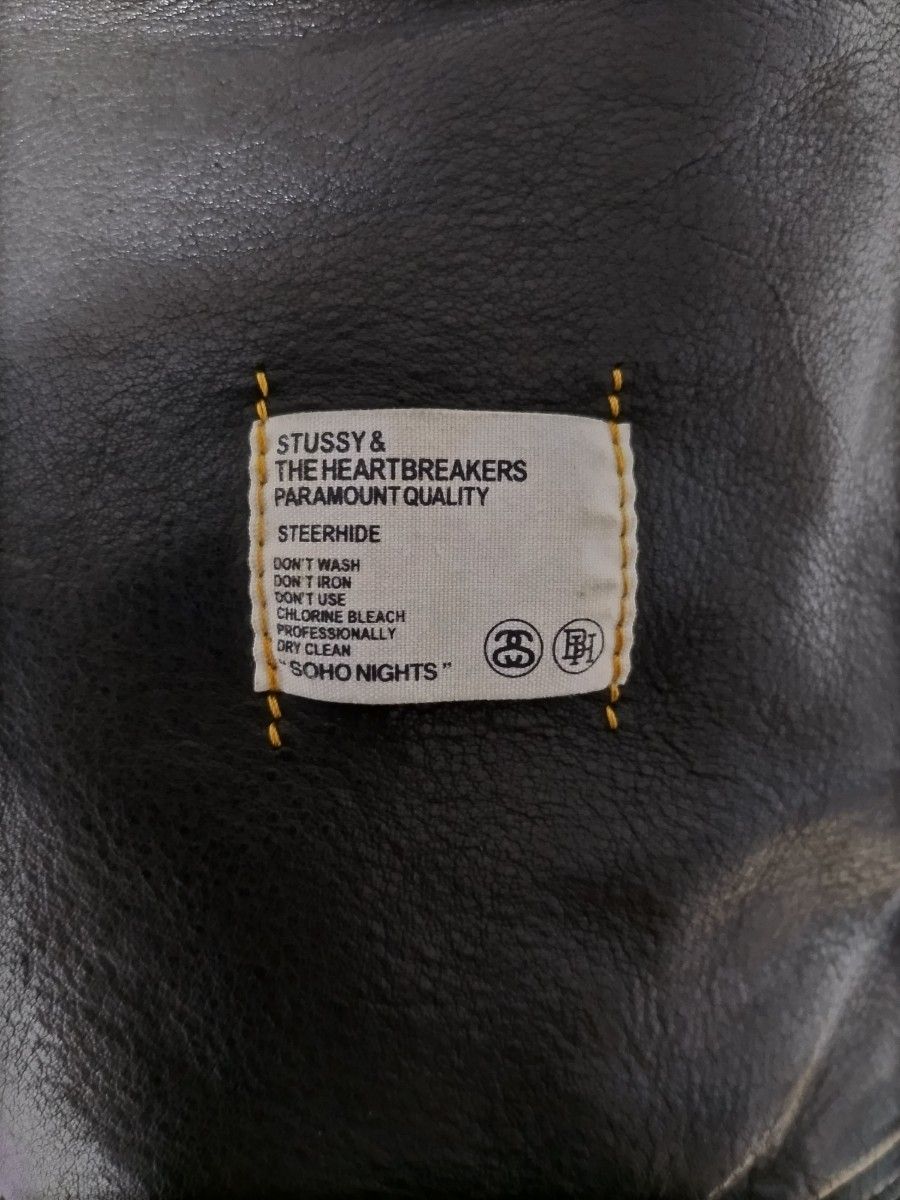 STUSSY &
THE HEARTBREAKERS
PARAMOUNT QUALITY
STEERHIDE
DON'T WASH
DON'T IRON
DON'T USE
CHLORINE BLEACH
PROFESSIONALLY
DRY CLEAN
"SOHO NIGHTS"